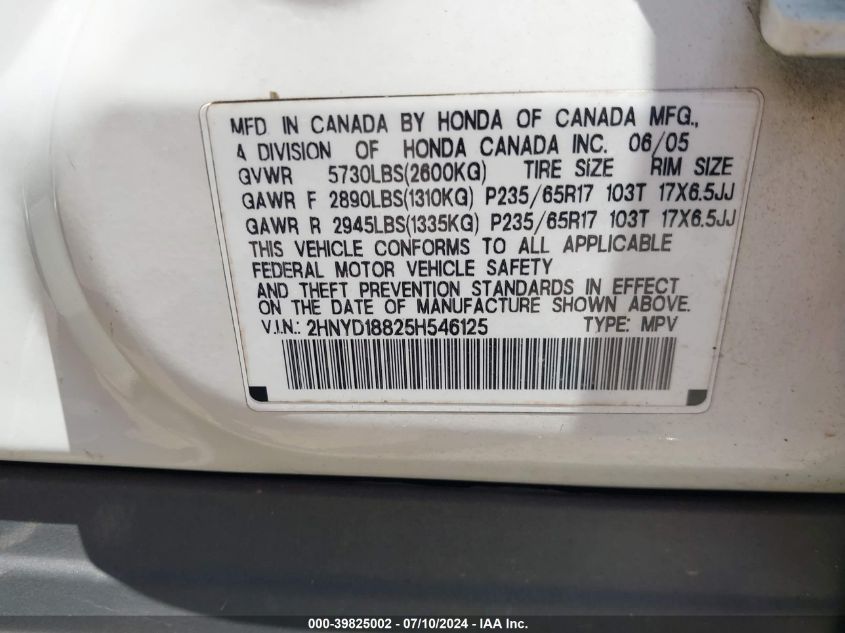 MFD. IN CANADA BY HONDA OF CANADA MFG.,
A DIVISION OF HONDA CANADA INC. 06/05
GVWR 5730LBS(2600KG) TIRE SIZE RIM SIZE
GAWR F 2890LBS(1310KG) P235/65R17 103T 17X6.5JJ
GAWR R 2945LBS(1335KG) P235/65R17 103T 17X6.5JJ
THIS VEHICLE CONFORMS TO ALL APPLICABLE
FEDERAL MOTOR VEHICLE SAFETY
AND THEFT PREVENTION STANDARDS IN EFFECT
ON THE DATE OF MANUFACTURE SHOWN ABOVE.
V.I.N.: 2HNYD18825H546125 TYPE: MPV
000-39825002 - 07/10/2024 - IAA Inc.